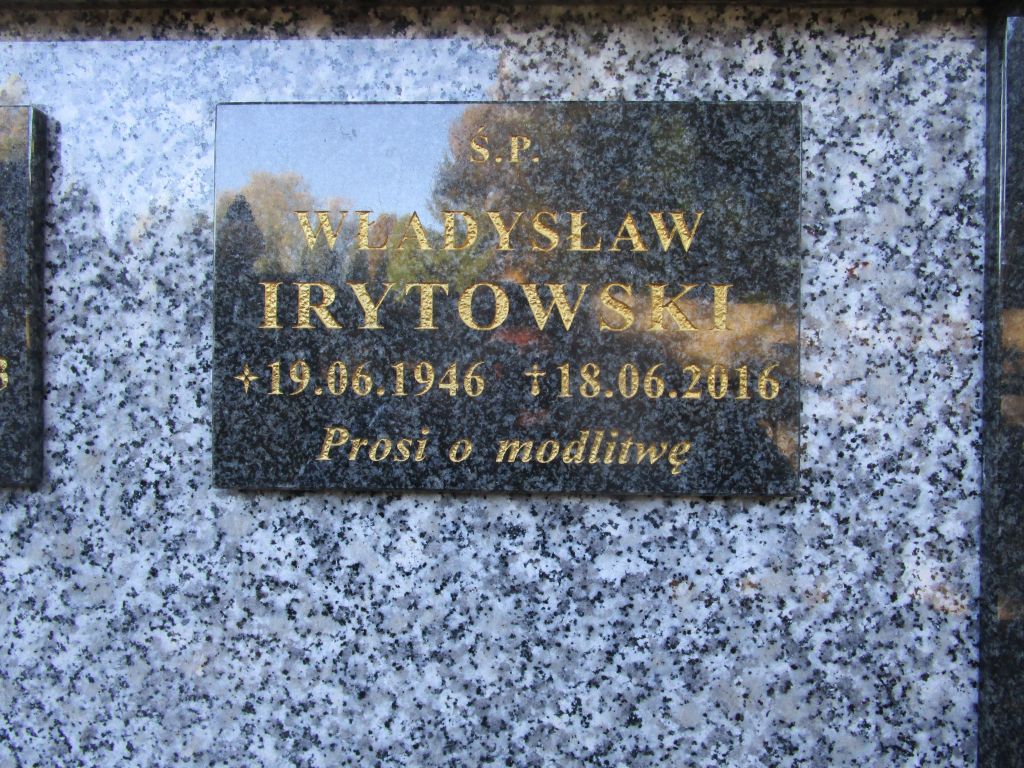 Ś.P.
WŁADYSŁAW
IRYTOWSKI
✦19.06.1946 †18.06.2016
Prosi o modlitwę